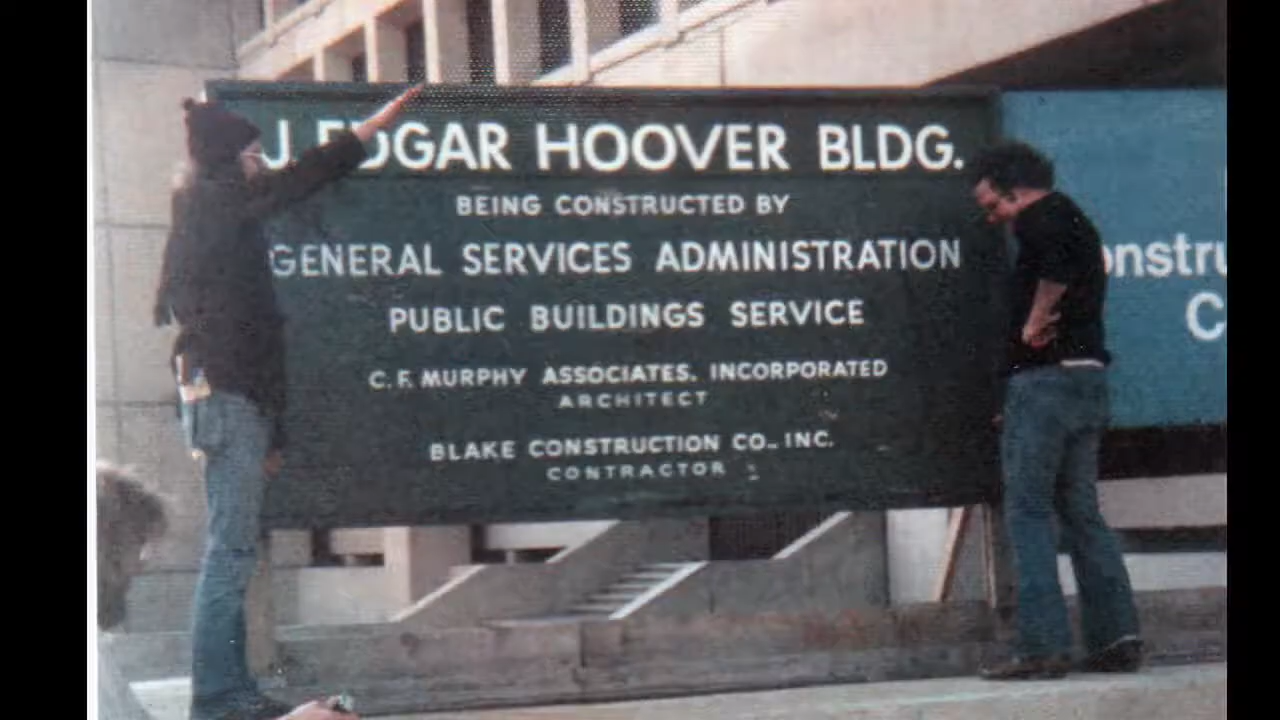 J. EDGAR HOOVER BLDG.
BEING CONSTRUCTED BY
GENERAL SERVICES ADMINISTRATION
PUBLIC BUILDINGS SERVICE
C. F. MURPHY ASSOCIATES, INCORPORATED
ARCHITECT
BLAKE CONSTRUCTION CO., INC.
CONTRACTOR
onstru
C